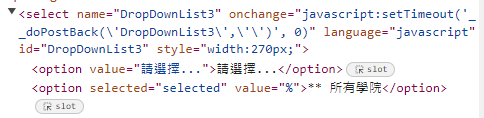 <select name="DropDownList3" onchange="javascript:setTimeout('_
_doPostBack(\'DropDownList3\',\'\')', 0)" language="javascript"
id="DropDownList3" style="width:270px;">
<option value="請選擇...">請選擇...</option> slot
<option selected="selected" value="%">** 所有學院</option>
slot